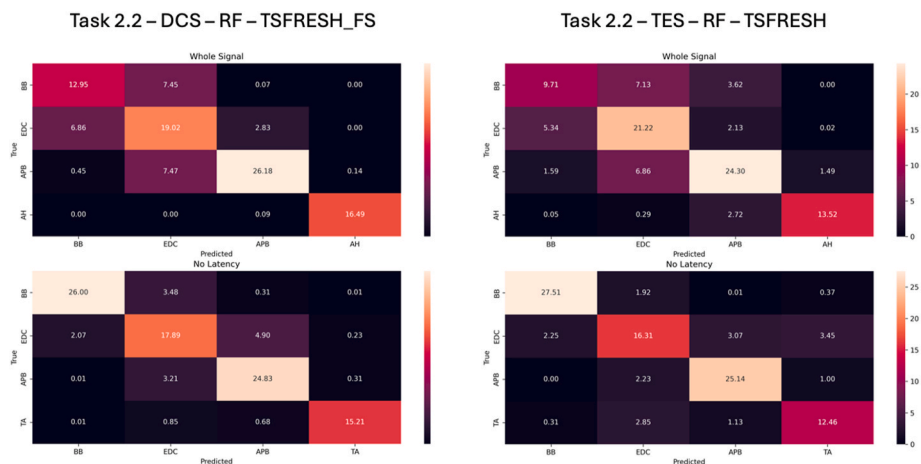 Task 2.2 – DCS – RF – TSFRESH_FS
Whole Signal
BB 12.95 7.45 0.07 0.00
EDC 6.86 19.02 2.83 0.00
APB 0.45 7.47 26.18 0.14
AH 0.00 0.00 0.09 16.49
True
BB EDC APB AH
Predicted
No Latency
BB 26.00 3.48 0.31 0.01
EDC 2.07 17.89 4.90 0.23
APB 0.01 3.21 24.83 0.31
TA 0.01 0.85 0.68 15.21
True
BB EDC APB TA
Predicted
Task 2.2 – TES – RF – TSFRESH
Whole Signal
BB 9.71 7.13 3.62 0.00
EDC 5.34 21.22 2.13 0.02
APB 1.59 6.86 24.30 1.49
AH 0.05 0.29 2.72 13.52
True
BB EDC APB AH
Predicted
20
15
10
5
0
No Latency
BB 27.51 1.92 0.01 0.37
EDC 2.25 16.31 3.07 3.45
APB 0.00 2.23 25.14 1.00
TA 0.31 2.85 1.13 12.46
True
BB EDC APB TA
Predicted
25
20
15
10
5
0